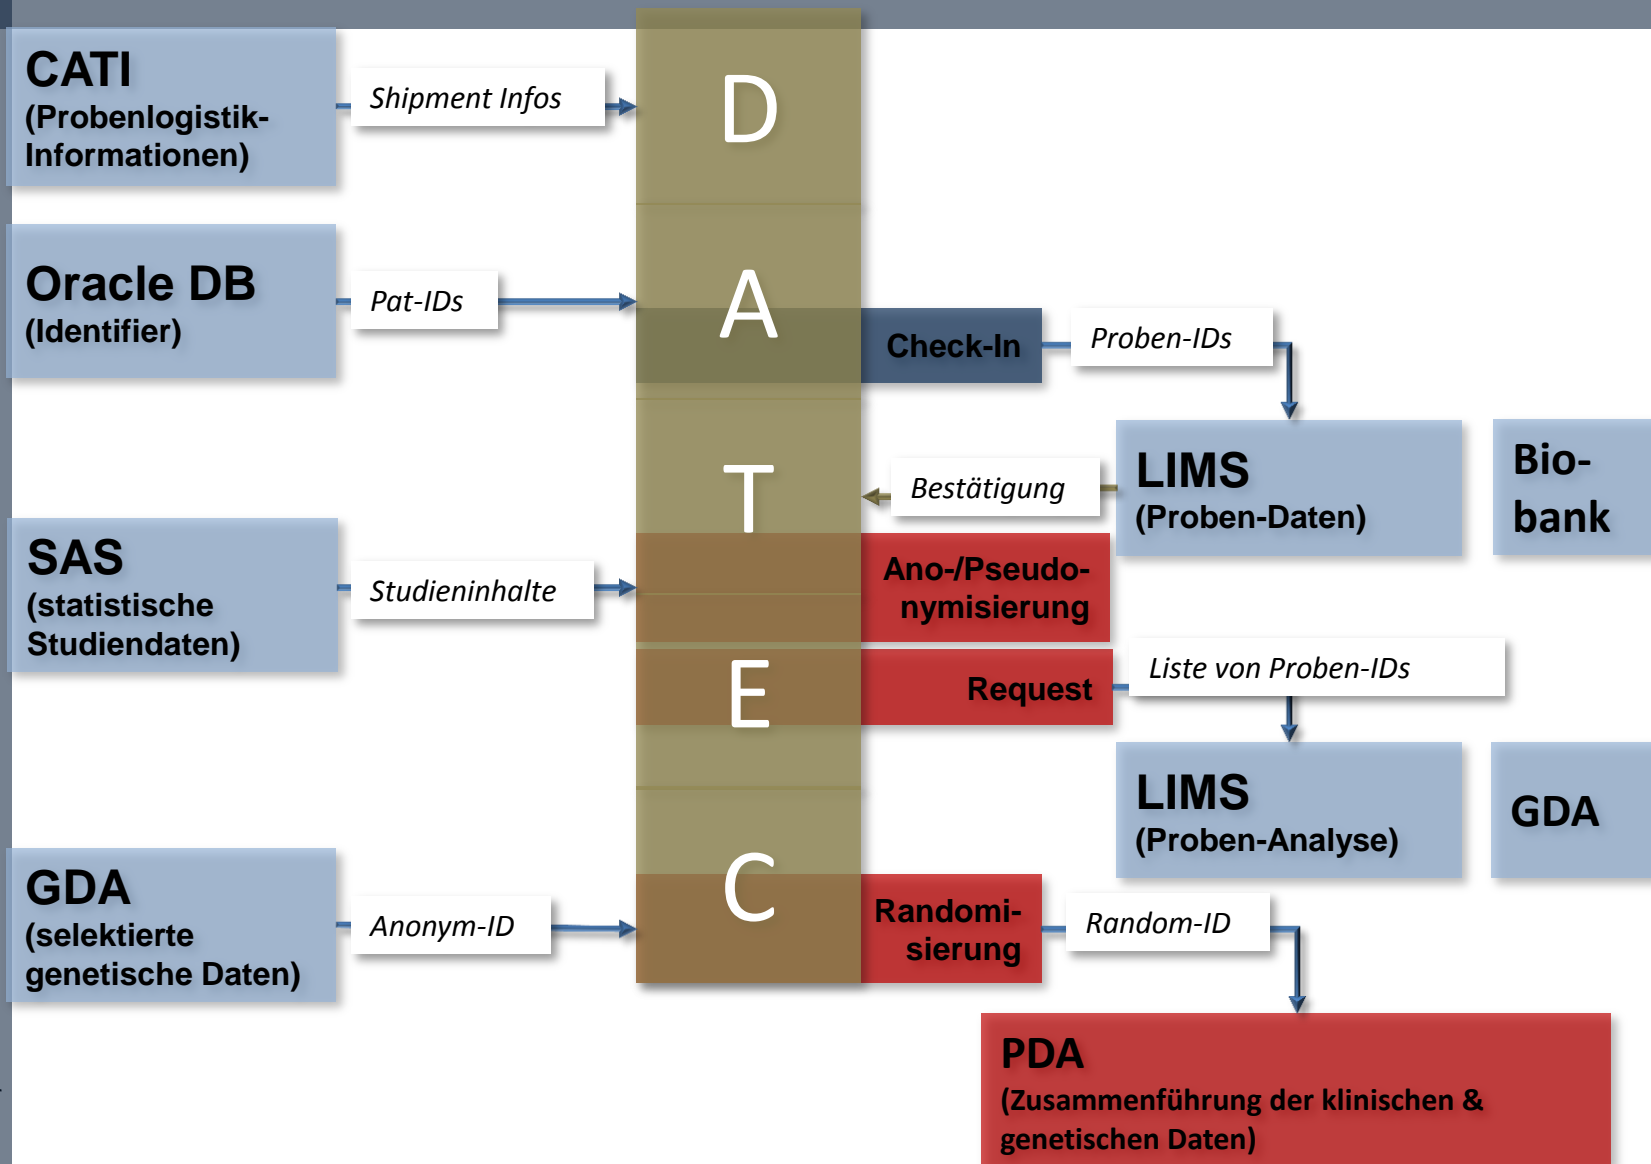 CATI
(Probenlogistik-
Informationen)
Shipment Infos
D
Oracle DB
(Identifier)
Pat-IDs
A
Check-In
Proben-IDs
T
Bestätigung
LIMS
(Proben-Daten)
Bio-
bank
SAS
(statistische
Studiendaten)
Studieninhalte
Ano-/Pseudo-
nymisierung
E
Request
Liste von Proben-IDs
LIMS
(Proben-Analyse)
GDA
GDA
(selektierte
genetische Daten)
Anonym-ID
C
Randomi-
sierung
Random-ID
PDA
(Zusammenführung der klinischen &
genetischen Daten)